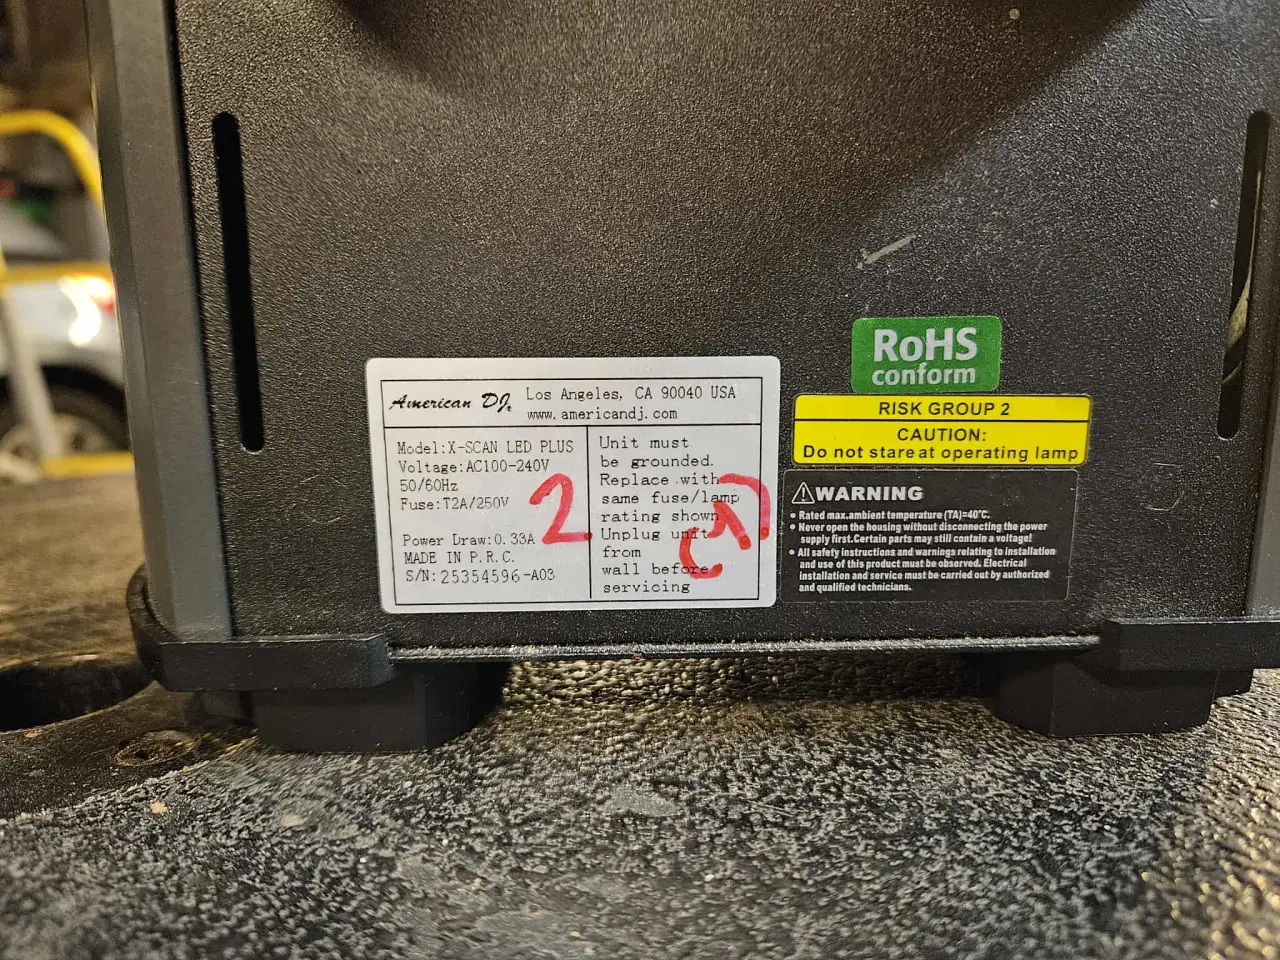 American DJ® Los Angeles, CA 90040 USA
www.americandj.com
Model:X-SCAN LED PLUS
Voltage:AC100-240V
50/60Hz
Fuse:T2A/250V
Power Draw:0.33A
MADE IN P.R.C.
S/N:25354596-A03
2
Unit must
be grounded.
Replace with
same fuse/lamp
rating shown
Unplug unit
from
wall before
servicing
RoHS
conform
RISK GROUP 2
CAUTION:
Do not stare at operating lamp
WARNING
• Rated max.ambient temperature (TA)=40°C.
• Never open the housing without disconnecting the power
supply first.Certain parts may still contain a voltage!
• All safety instructions and warnings relating to installation
and use of this product must be observed. Electrical
installation and service must be carried out by authorized
and qualified technicians.